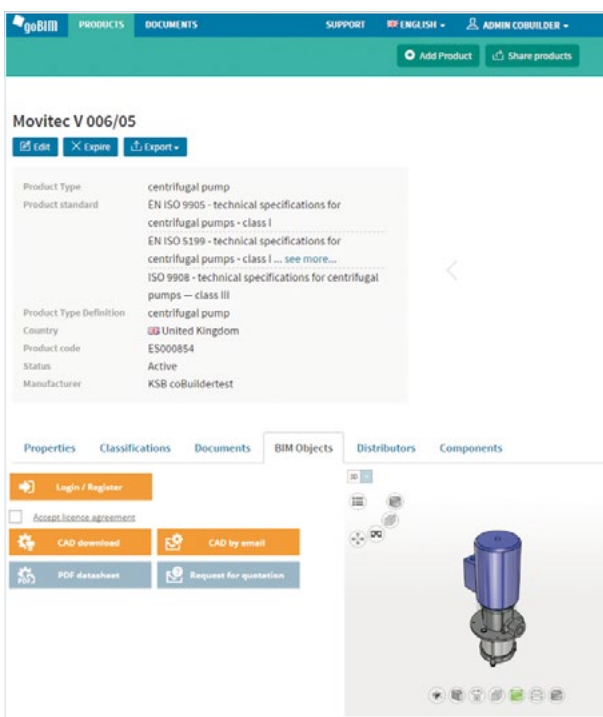 goBIM PRODUCTS DOCUMENTS SUPPORT ENGLISH ADMIN COBUILDER
Add Product Share products
Movitec V 006/05
Edit Expire Export
Product Type centrifugal pump
Product standard EN ISO 9905 - technical specifications for
centrifugal pumps - class I
EN ISO 5199 - technical specifications for
centrifugal pumps - class I ... see more...
ISO 9908 - technical specifications for centrifugal
pumps — class III
Product Type Definition centrifugal pump
Country United Kingdom
Product code ES000854
Status Active
Manufacturer KSB coBuildertest
Properties Classifications Documents BIM Objects Distributors Components
Login / Register
3D
Accept licence agreement
CAD download CAD by email
PDF datasheet Request for quotation